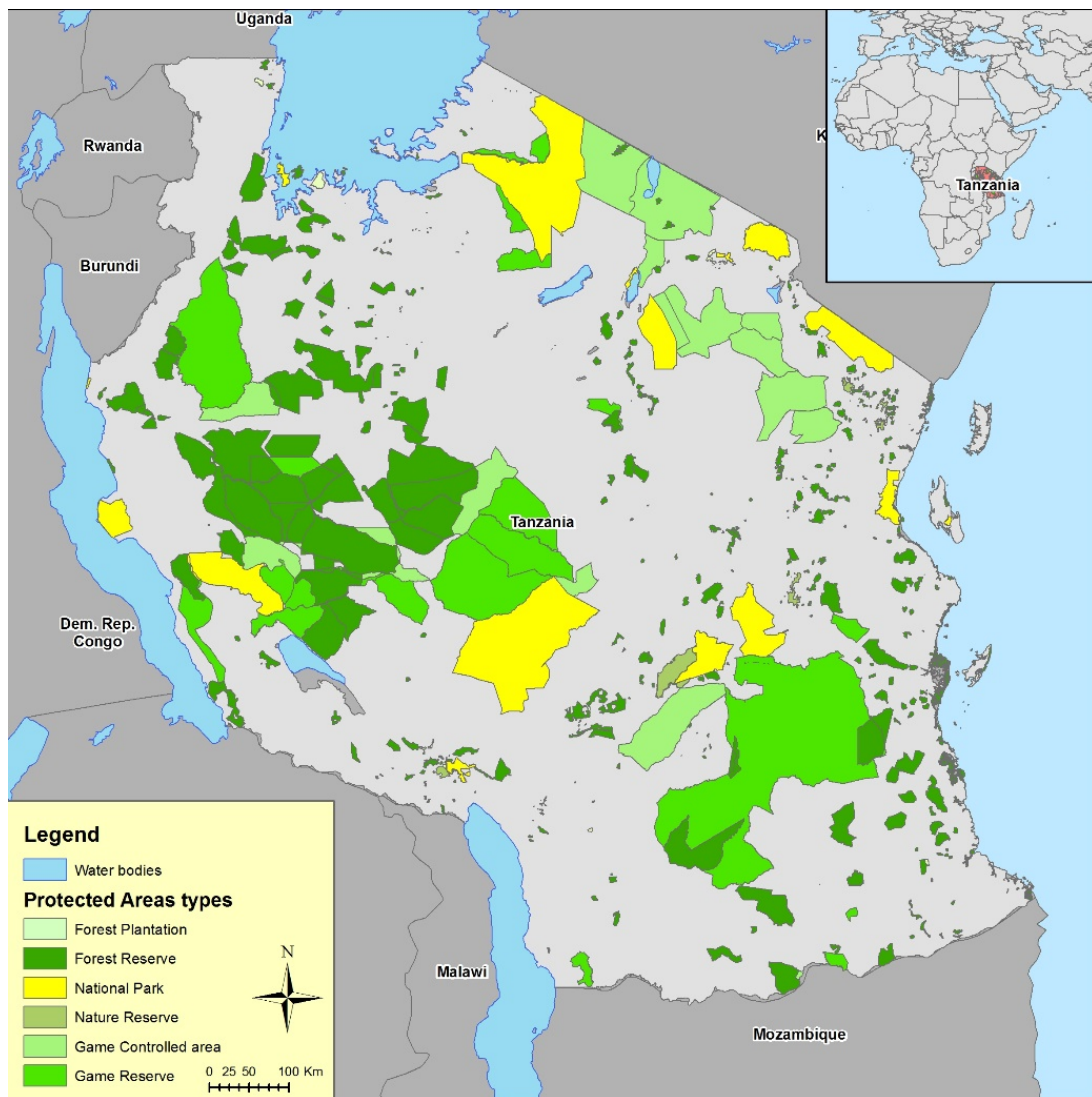 Uganda
Rwanda
K
Tanzania
Burundi
Tanzania
Dem. Rep.
Congo
Malawi
Mozambique
Legend
Water bodies
Protected Areas types
Forest Plantation
Forest Reserve
National Park
Nature Reserve
Game Controlled area
Game Reserve
N
0 25 50 100 Km